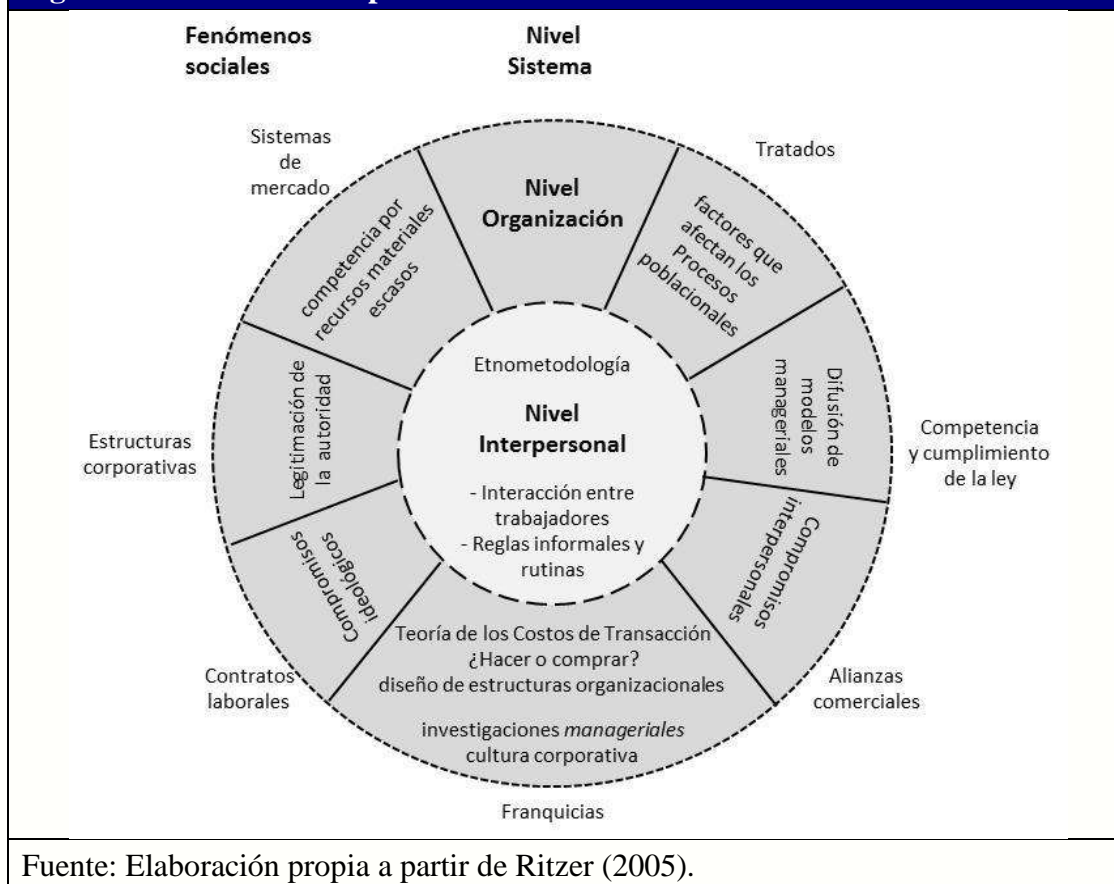 Fenómenos
sociales
Nivel
Sistema
Sistemas
de
mercado
Tratados
Nivel
Organización
competencia por
recursos materiales
escasos
factores que
afectan los
Procesos
poblacionales
Etnometodología
Nivel
Interpersonal
- Interacción entre
trabajadores
- Reglas informales y
rutinas
Legitimación de
la autoridad
Difusión de
modelos
manageriales
Estructuras
corporativas
Competencia
y cumplimiento
de la ley
Compromisos
ideológicos
Compromisos
interpersonales
Teoría de los Costos de Transacción
¿Hacer o comprar?
diseño de estructuras organizacionales
investigaciones manageriales
cultura corporativa
Contratos
laborales
Alianzas
comerciales
Franquicias
Fuente: Elaboración propia a partir de Ritzer (2005).